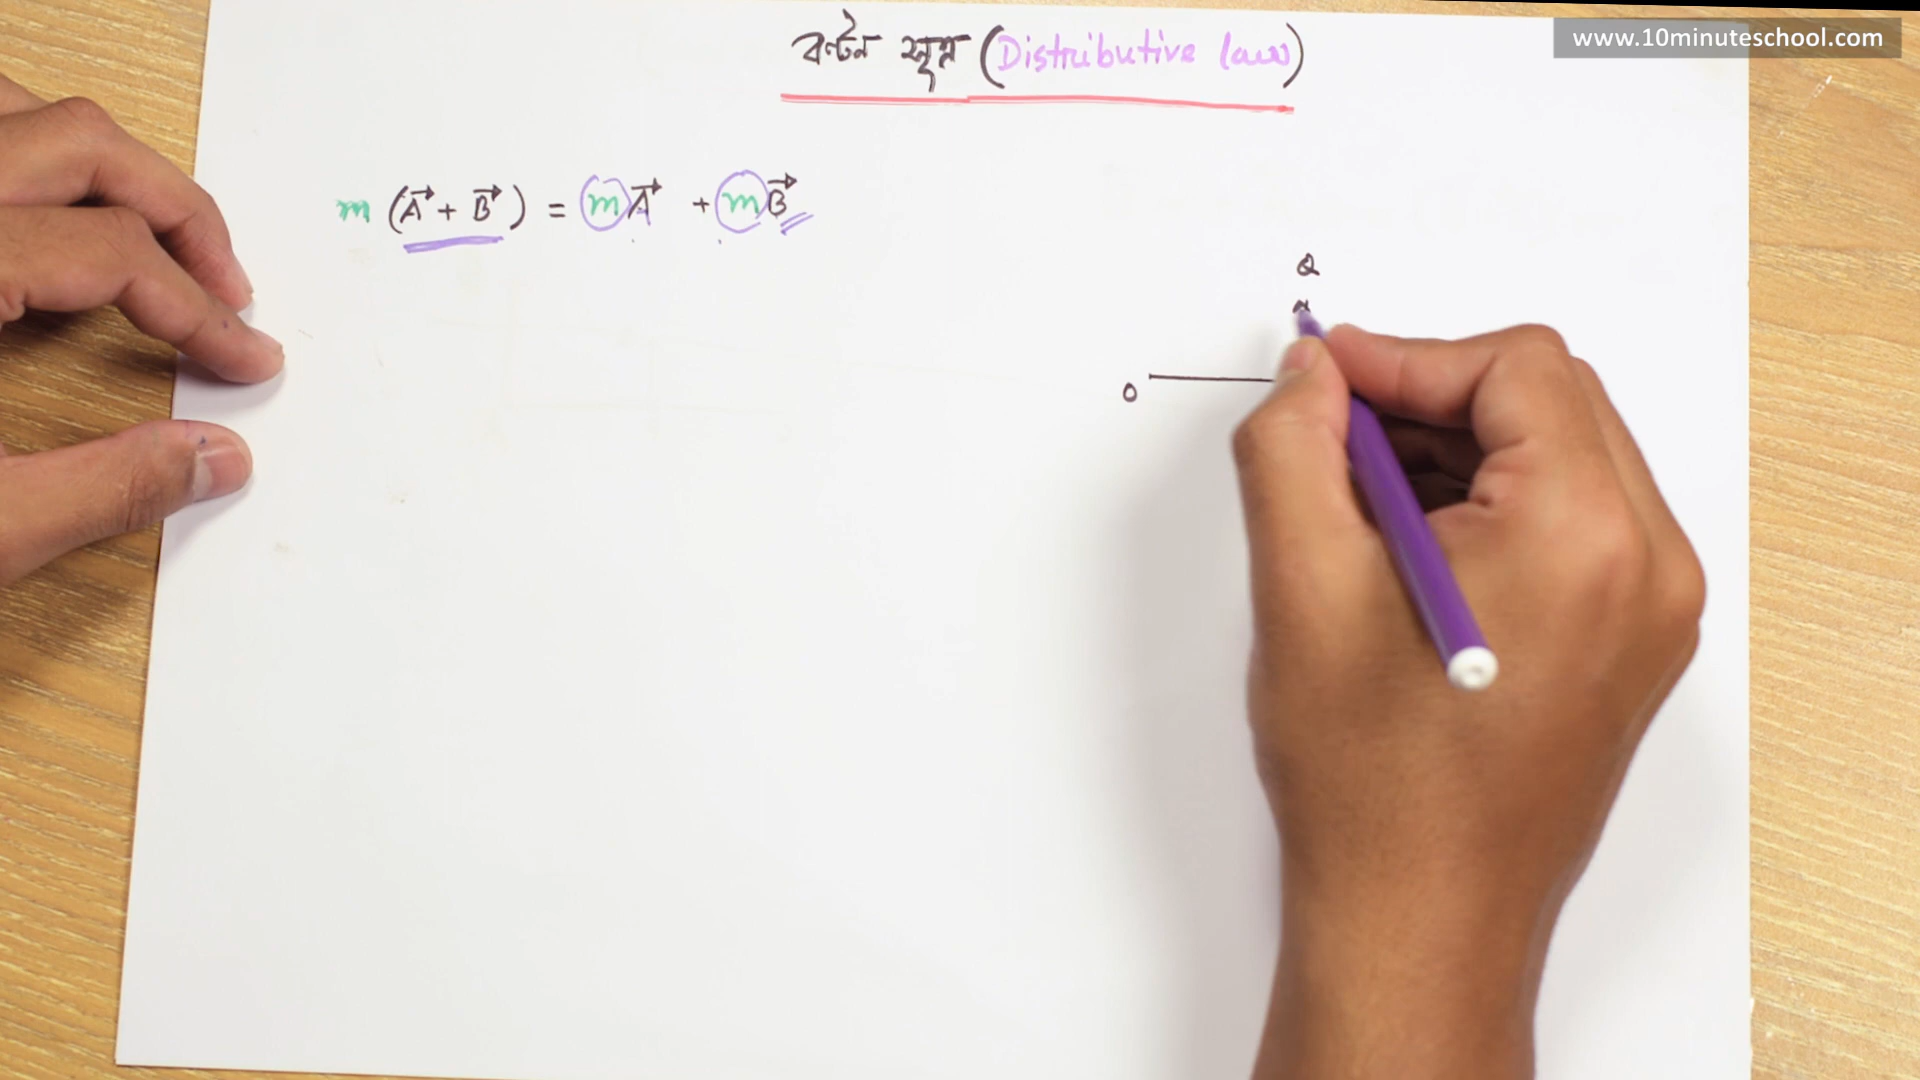 বণ্টন সূত্র (Distributive law)
www.10minuteschool.com
m (A⃗ + B⃗) = mA⃗ + mB⃗
Q
O